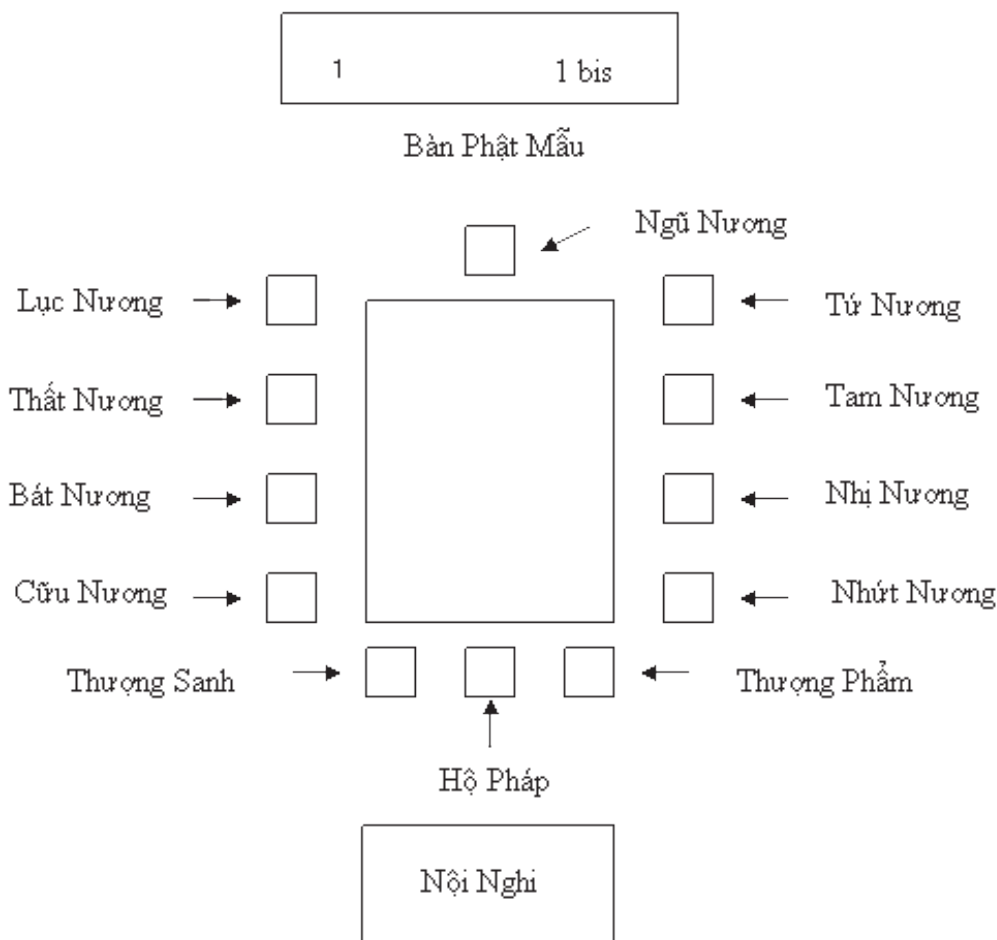 1 1 bis
Bàn Phật Mẫu
Ngũ Nương
Lục Nương Tứ Nương
Thất Nương Tam Nương
Bát Nương Nhị Nương
Cữu Nương Nhứt Nương
Thượng Sanh Thượng Phẩm
Hộ Pháp
Nội Nghi